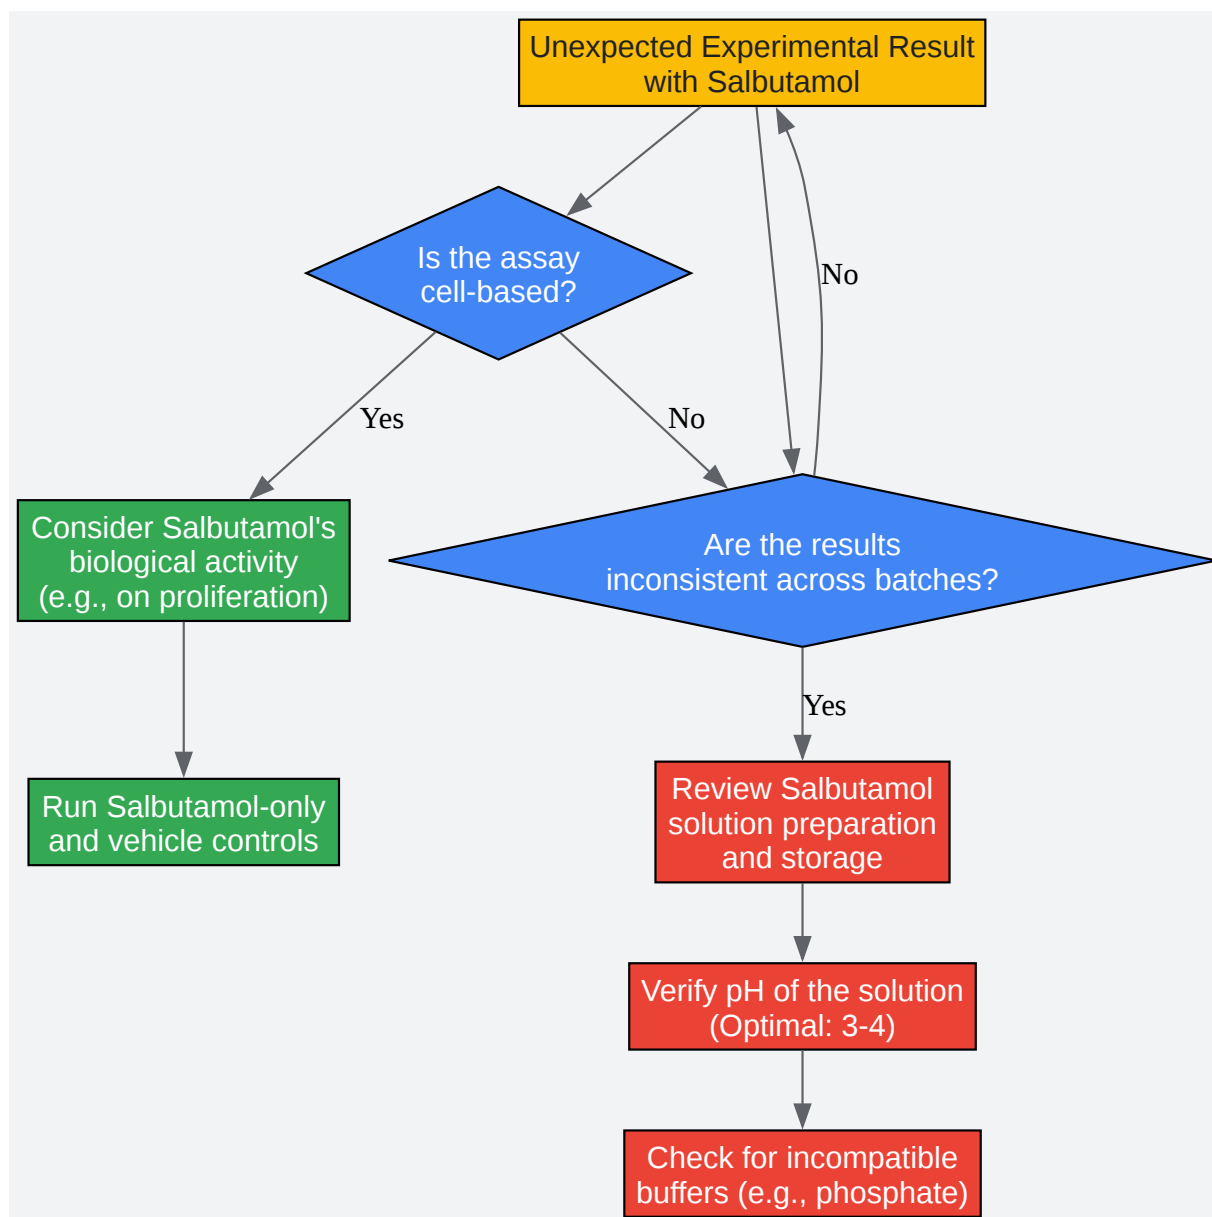 Unexpected Experimental Result
with Salbutamol
Is the assay
cell-based?
No
Yes
No
Consider Salbutamol's
biological activity
(e.g., on proliferation)
Are the results
inconsistent across batches?
Yes
Run Salbutamol-only
and vehicle controls
Review Salbutamol
solution preparation
and storage
Verify pH of the solution
(Optimal: 3-4)
Check for incompatible
buffers (e.g., phosphate)